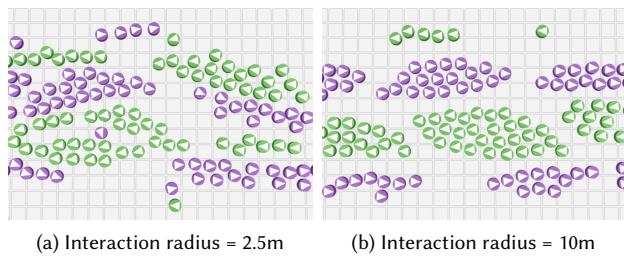 (a) Interaction radius = 2.5m
(b) Interaction radius = 10m